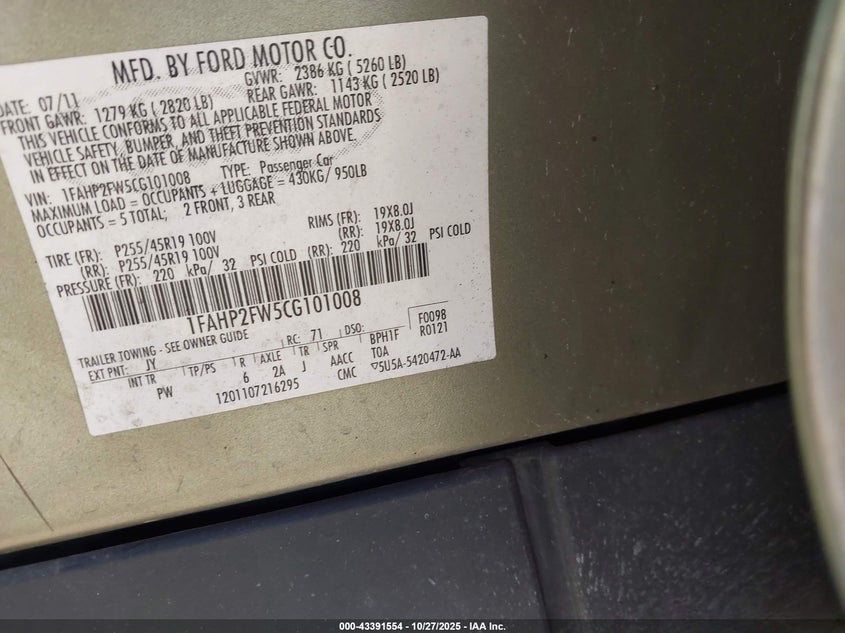 MFD. BY FORD MOTOR CO.
DATE: 07/11 GVWR: 2386 KG ( 5260 LB)
FRONT GAWR: 1279 KG ( 2820 LB) REAR GAWR: 1143 KG ( 2520 LB)
THIS VEHICLE CONFORMS TO ALL APPLICABLE FEDERAL MOTOR
VEHICLE SAFETY, BUMPER, AND THEFT PREVENTION STANDARDS
IN EFFECT ON THE DATE OF MANUFACTURE SHOWN ABOVE.
VIN: 1FAHP2FW5CG101008 TYPE: Passenger Car
MAXIMUM LOAD = OCCUPANTS + LUGGAGE = 430KG/ 950LB
OCCUPANTS = 5 TOTAL; 2 FRONT, 3 REAR
TIRE (FR): P255/45R19 100V RIMS (FR): 19X8.0J
(RR): P255/45R19 100V (RR): 19X8.0J
PRESSURE (FR): 220 kPa/ 32 PSI COLD (RR): 220 kPa/ 32 PSI COLD
1FAHP2FW5CG101008
TRAILER TOWING - SEE OWNER GUIDE F0098
EXT PNT: JY RC: 71 DSO: R0121
INT TR TP/PS R AXLE TR SPR BPH1F
PW 6 2A J AACC TOA
1201107216295 CMC ▽5U5A-5420472-AA
000-43391554 | 10/27/2025 - IAA Inc.